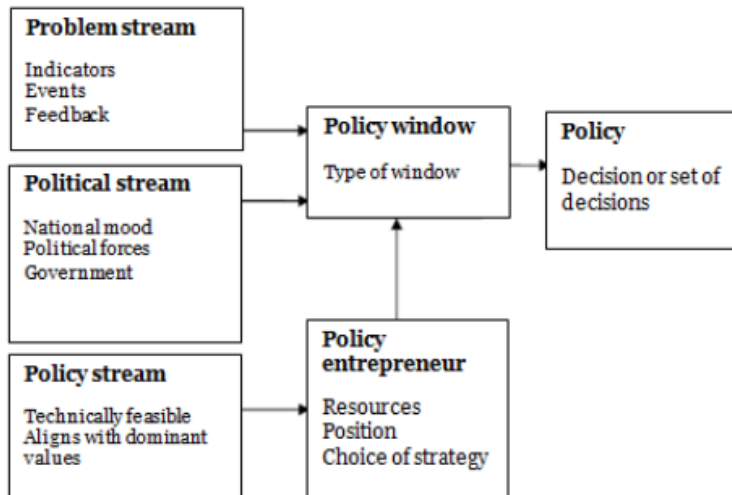 Problem stream
Indicators
Events
Feedback
Political stream
National mood
Political forces
Government
Policy stream
Technically feasible
Aligns with dominant
values
Policy window
Type of window
Policy
entrepreneur
Resources
Position
Choice of strategy
Policy
Decision or set of
decisions